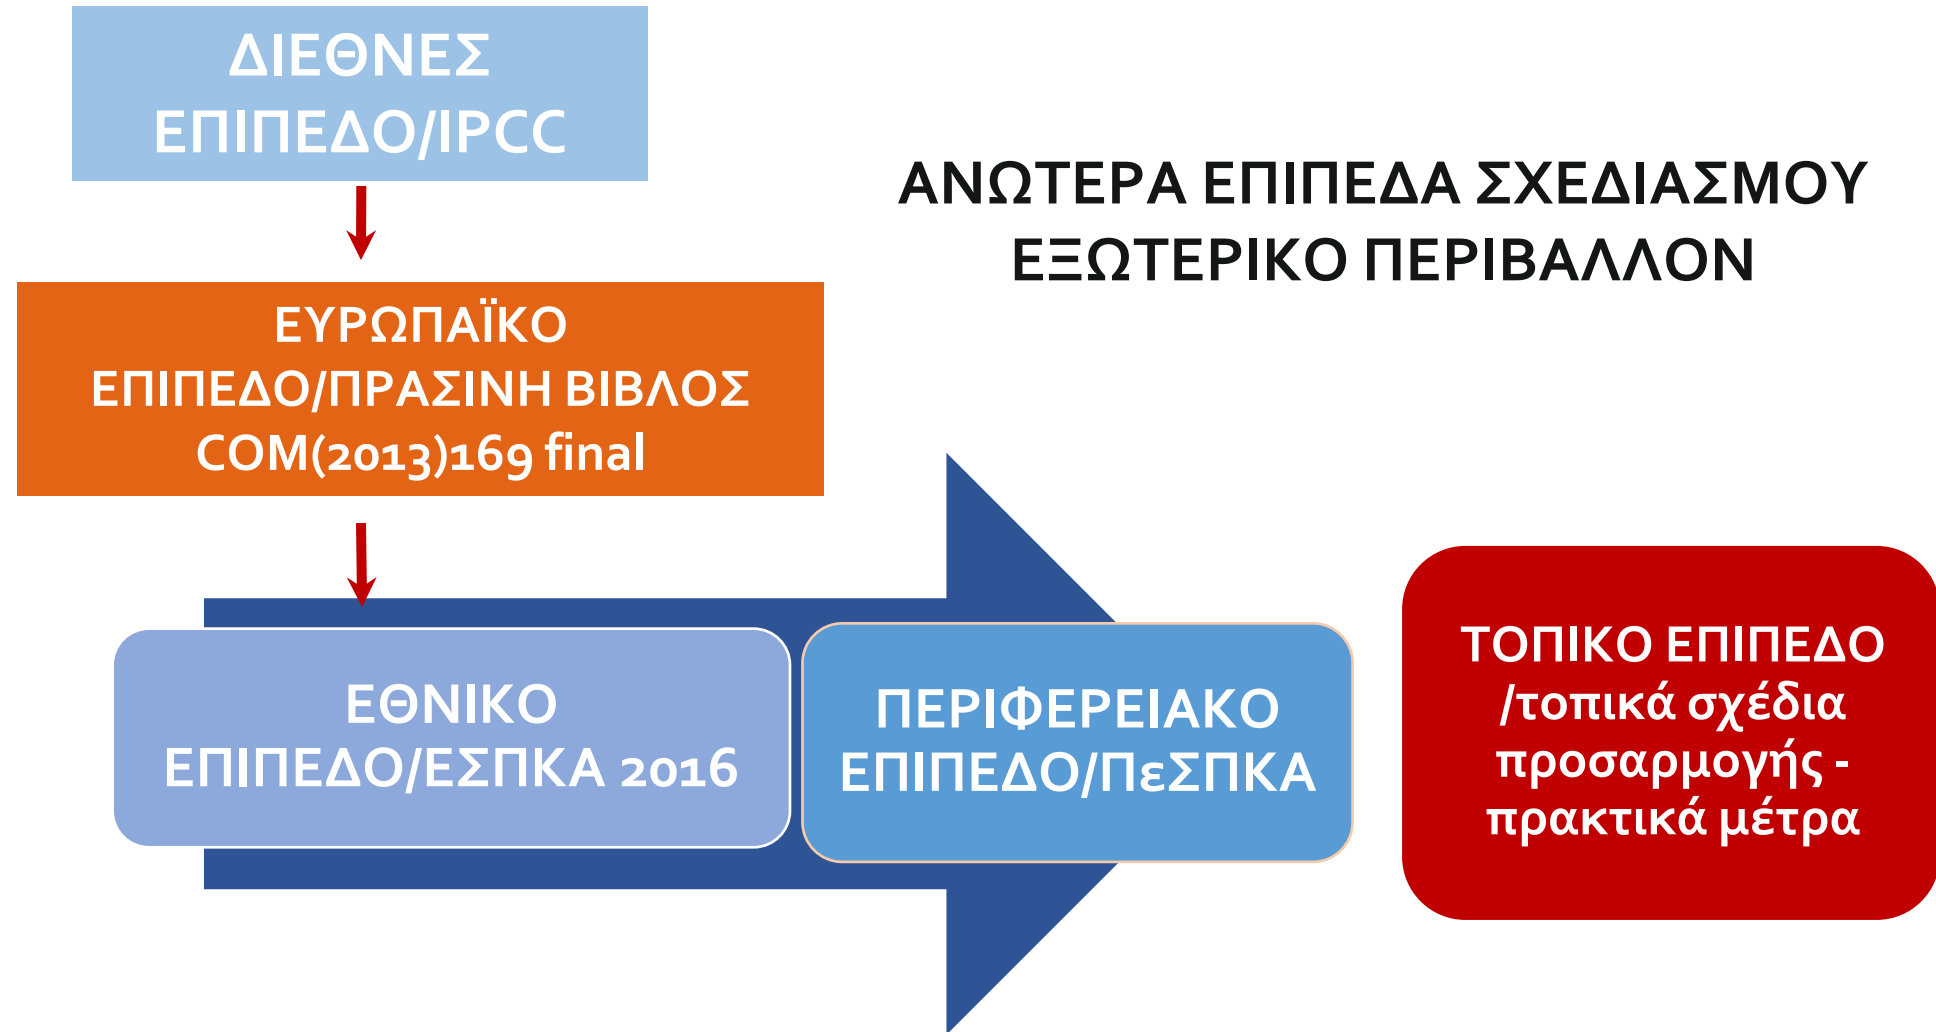 ΔΙΕΘΝΕΣ
ΕΠΙΠΕΔΟ/IPCC
ΑΝΩΤΕΡΑ ΕΠΙΠΕΔΑ ΣΧΕΔΙΑΣΜΟΥ
ΕΞΩΤΕΡΙΚΟ ΠΕΡΙΒΑΛΛΟΝ
ΕΥΡΩΠΑΪΚΟ
ΕΠΙΠΕΔΟ/ΠΡΑΣΙΝΗ ΒΙΒΛΟΣ
COM(2013)169 final
ΕΘΝΙΚΟ
ΕΠΙΠΕΔΟ/ΕΣΠΚΑ 2016
ΠΕΡΙΦΕΡΕΙΑΚΟ
ΕΠΙΠΕΔΟ/ΠεΣΠΚΑ
ΤΟΠΙΚΟ ΕΠΙΠΕΔΟ
/τοπικά σχέδια
προσαρμογής -
πρακτικά μέτρα